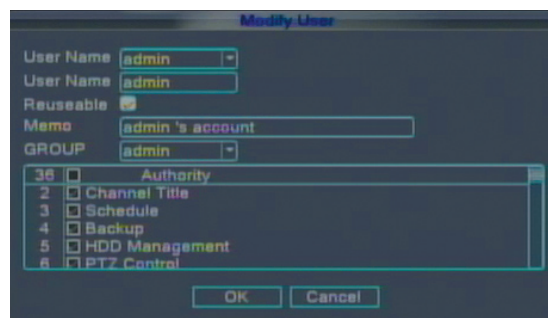 Modify User
User Name admin
User Name admin
Reuseable
Memo admin 's account
GROUP admin
36 Authority
2 Channel Title
3 Schedule
4 Backup
5 HDD Management
6 PTZ Control
OK Cancel